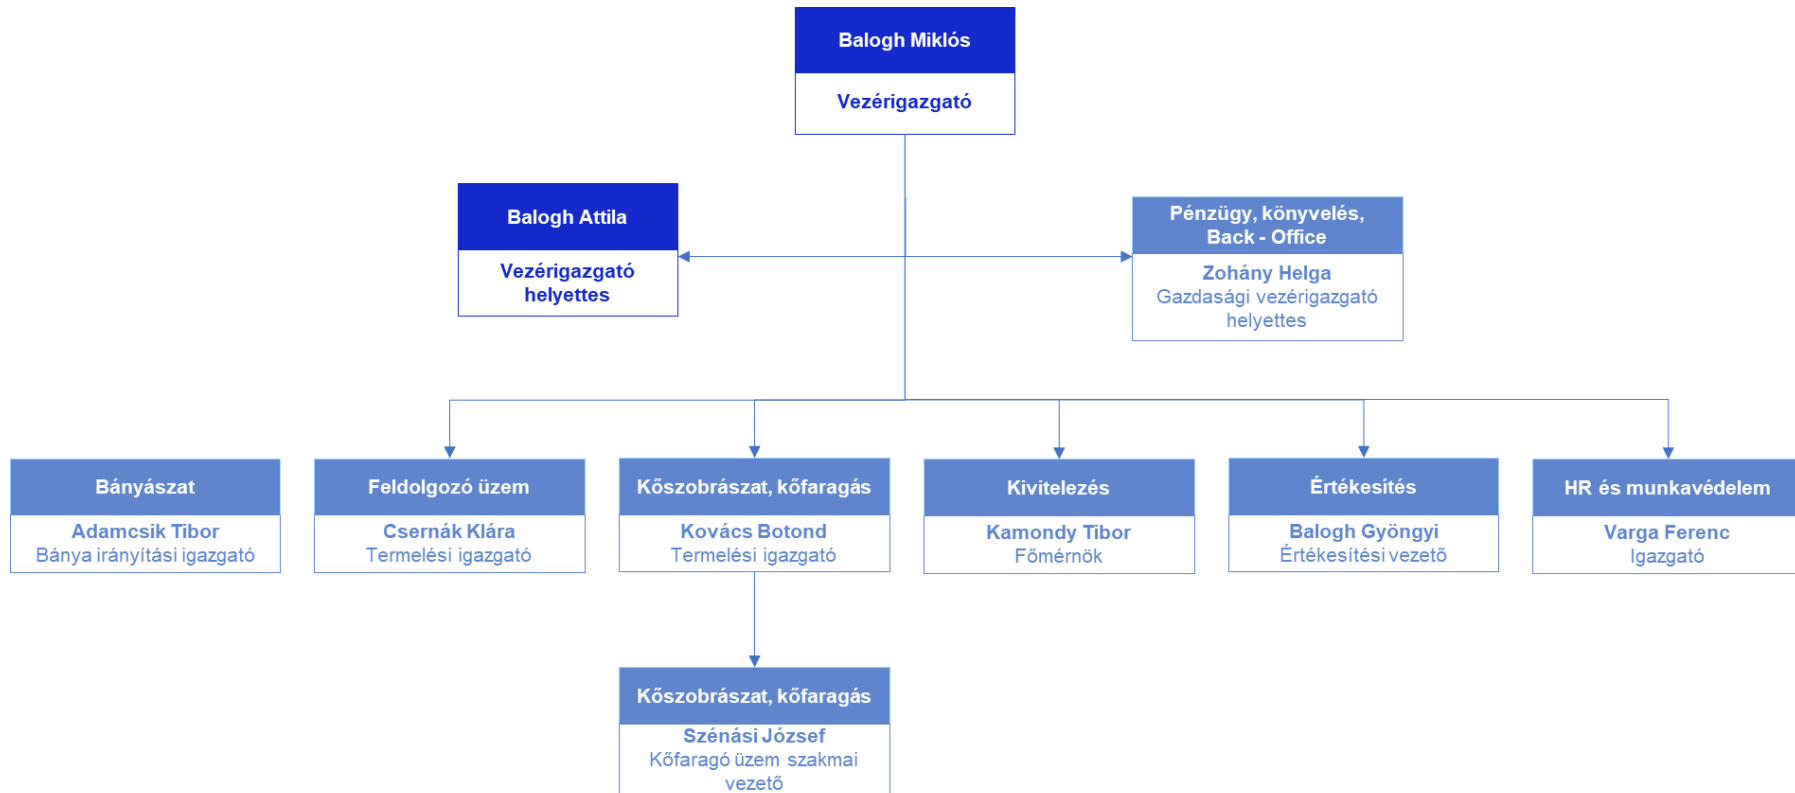 Balogh Miklós
Vezérigazgató
Balogh Attila
Vezérigazgató
helyettes
Pénzügy, könyvelés,
Back - Office
Zohány Helga
Gazdasági vezérigazgató
helyettes
Bányászat
Adamcsik Tibor
Bánya irányítási igazgató
Feldolgozó üzem
Csernák Klára
Termelési igazgató
Kőszobrászat, kőfaragás
Kovács Botond
Termelési igazgató
Kivitelezés
Kamondy Tibor
Főmérnök
Értékesítés
Balogh Gyöngyi
Értékesítési vezető
HR és munkavédelem
Varga Ferenc
Igazgató
Kőszobrászat, kőfaragás
Szénási József
Kőfaragó üzem szakmai
vezető